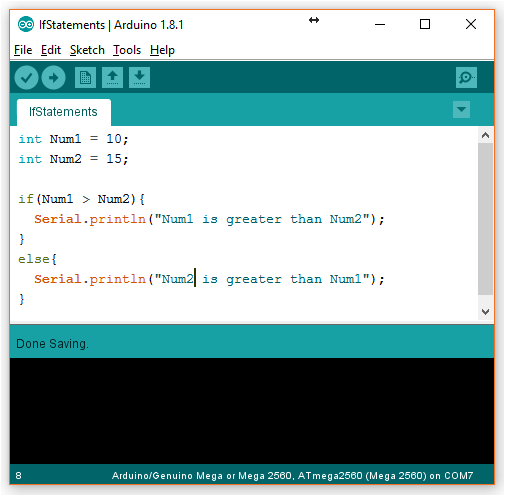 IfStatements | Arduino 1.8.1
File Edit Sketch Tools Help
IfStatements
int Num1 = 10;
int Num2 = 15;
if(Num1 > Num2){
  Serial.println("Num1 is greater than Num2");
}
else{
  Serial.println("Num2 is greater than Num1");
}
Done Saving.
8 Arduino/Genuino Mega or Mega 2560, ATmega2560 (Mega 2560) on COM7